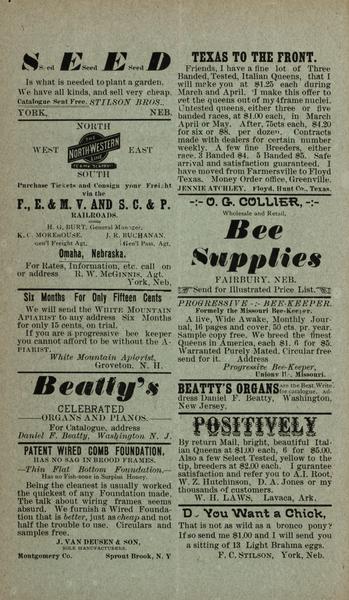 SEED
Seed Seed Seed
Is what is needed to plant a garden.
We have all kinds, and sell very cheap.
Catalogue Sent Free. STILSON BROS.,
YORK, NEB.
NORTH
WEST EAST
THE
NORTH-WESTERN
LINE
SOUTH
Purchase Tickets and Consign your Freight
via the
F., E. & M. V. AND S. C. & P.
RAILROADS.
H. G. BURT, General Manager,
K. C. MOREHOUSE, J. R. BUCHANAN,
Gen'l Freight Agt. Gen'l Pass, Agt.
Omaha, Nebraska.
For Rates, Information, etc. call on
or address R. W. MCGINNIS, Agt.
York, Neb.
Six Months For Only Fifteen Cents
We will send the WHITE MOUNTAIN
APIARIST to any address Six Months
for only 15 cents, on trial.
If you are a progressive bee keeper
you cannot afford to be without the A-
PIARIST.
White Mountain Apiarist,
Groveton, N. H.
Beatty's
CELEBRATED
—ORGANS AND PIANOS.—
For Catalogue, address
Daniel F. Beatty, Washington N. J.
PATENT WIRED COMB FOUNDATION.
HAS NO SAG IN BROOD FRAMES.
—Thin Flat Bottom Foundation,—
Has no Fish-bone in Surplus Honey.
Being the cleanest is usually worked
the quickest of any Foundation made.
The talk about wiring frames seems
absurd. We furnish a Wired Founda-
tion that is better, just as cheap and not
half the trouble to use. Circulars and
samples free.
J. VAN DEUSEN & SON,
SOLE MANUFACTURERS.
Montgomery Co. Sprout Brook, N. Y
TEXAS TO THE FRONT.
Friends, I have a fine lot of Three
Banded, Tested, Italian Queens, that I
will make you at $1.25 each during
March and April. I make this offer to
get the queens out of my 4frame nuclei.
Untested queens, either three or five
banded races, at $1.00 each, in March
April or May. After, 75cts each, $4.20
for six or $8. per dozen. Contracts
made with dealers for certain number
weekly. A few fine Breeders, either
race, 3 Banded $4. 5 Banded $5. Safe
arrival and satisfaction guaranteed. I
have moved from Farmersville to Floyd
Texas. Money Order office, Greenville.
JENNIE ATCHLEY. Floyd, Hunt Co., Texas.
-:- O. G. COLLIER, -:-
Wholesale and Retail,
Bee
Supplies
FAIRBURY, NEB.
Send for Illustrated Price List.
PROGRESSIVE -:- BEE-KEEPER.
Formerly the Missouri Bee-Keeper.
A live, Wide Awake, Monthly Jour-
nal, 16 pages and cover, 50 cts. pr. year.
Sample copy free. We breed the finest
Queens in America, each $1. 6 for $5.
Warranted Purely Mated, Circular free
send for it. Address
Progressive Bee-Keeper,
Missouri.
BEATTY'S ORGANS are the Best. Write
for catalogue, ad-
dress Daniel F. Beatty, Washington,
New Jersey.
POSITIVELY
By return Mail, bright, beautiful Ital-
ian Queens at $1.00 each, 6 for $5.00.
Also a few Select Tested, yellow to the
tip, breeders at $2.00 each. I gurantee
satisfaction and refer you to A.I. Root,
W. Z. Hutchinson, D. A. Jones or my
thousands of customers.
W. H. LAWS, Lavaca, Ark.
Do You Want a Chick,
That is not as wild as a bronco pony?
If so send me $1.00 and I will send you
a sitting of 13 Light Brahma eggs.
F. C. STILSON, York, Neb.